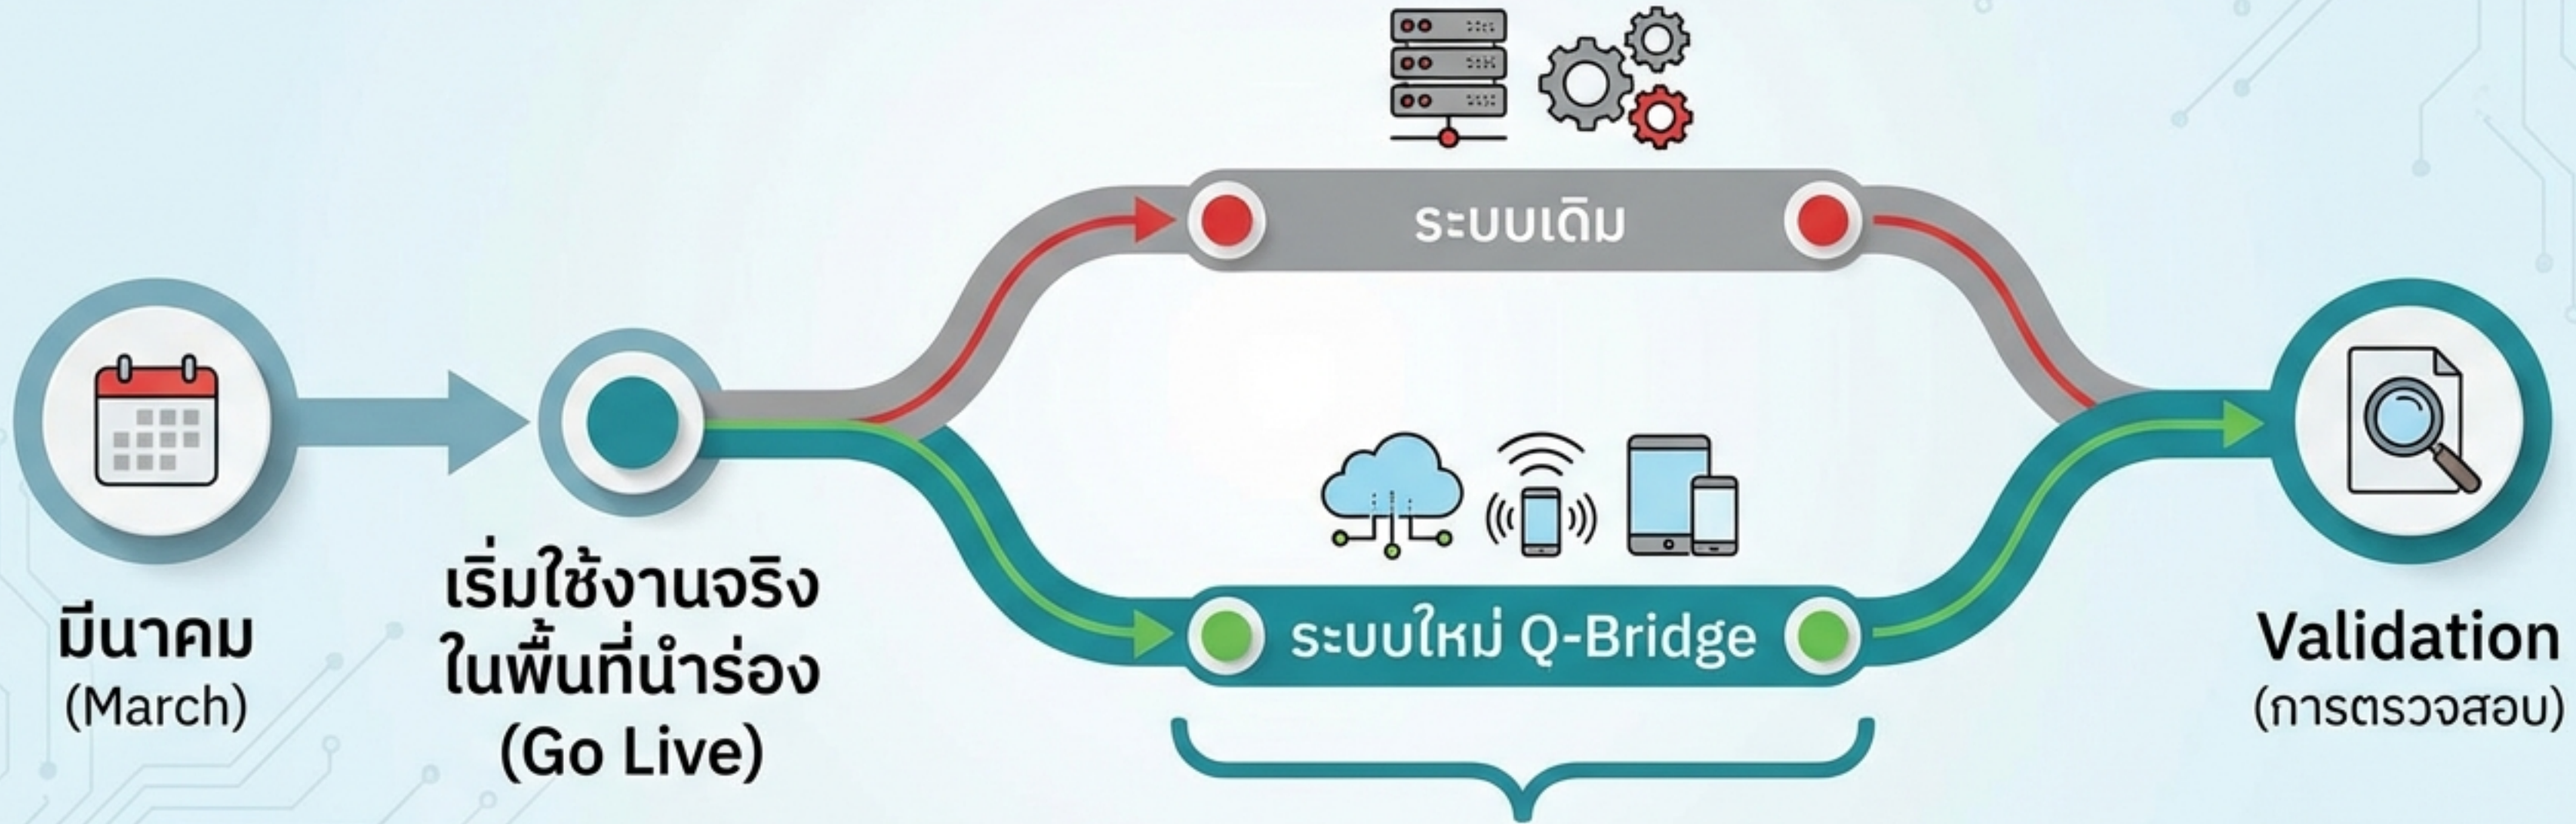 ระบบเดิม
มีนาคม
(March)
เริ่มใช้งานจริง
ในพื้นที่นำร่อง
(Go Live)
ระบบใหม่ Q-Bridge
Validation
(การตรวจสอบ)